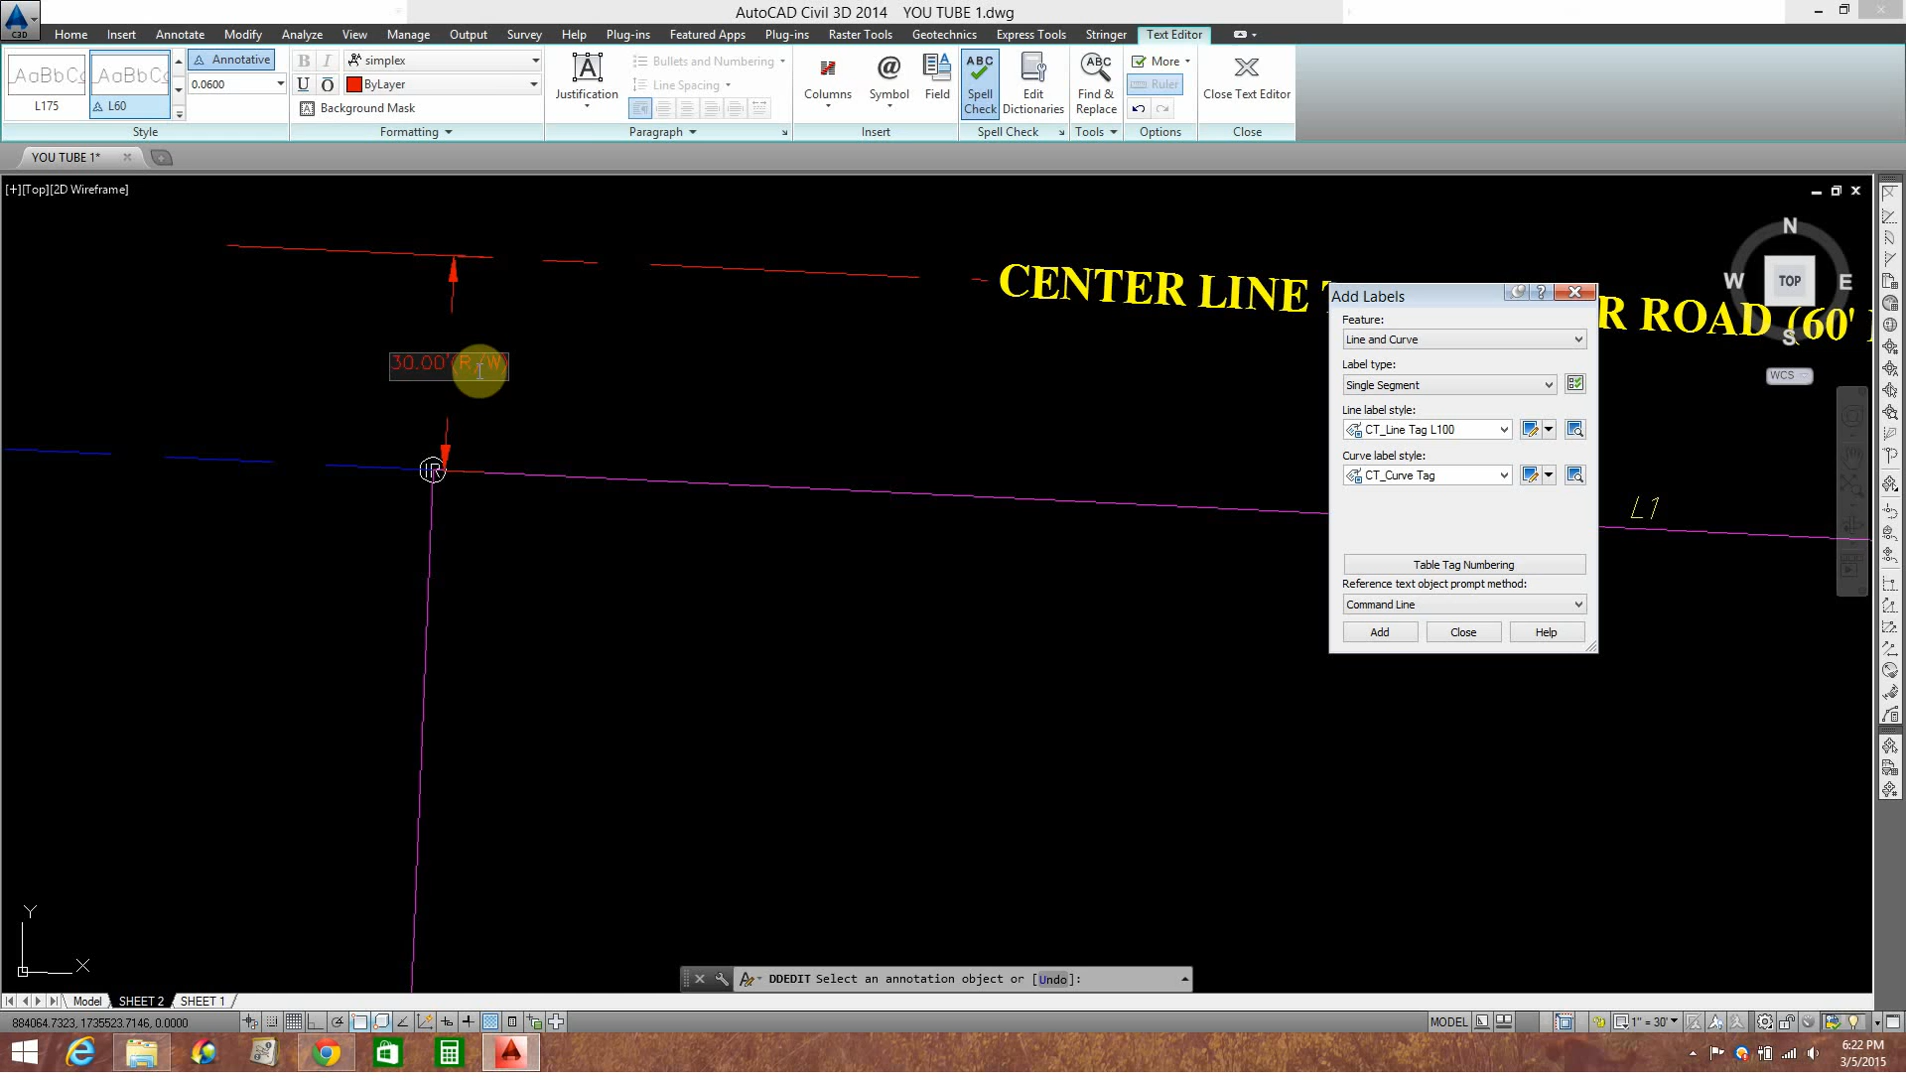 AutoCAD Civil 3D 2014 YOU TUBE 1.dwg
C3D
Home Insert Annotate Modify Analyze View Manage Output Survey Help Plug-ins Featured Apps Plug-ins Raster Tools Geotechnics Express Tools Stringer Text Editor
AaBbCc AaBbCc
L175 L60
Annotative
0.0600
Style
B I simplex
U O ByLayer
Background Mask
Formatting
Justification
Bullets and Numbering
Line Spacing
Paragraph
Columns
Symbol
Field
Insert
ABC Spell Check
Edit Dictionaries
Spell Check
Find & Replace
Tools
More
Ruler
Options
Close Text Editor
Close
YOU TUBE 1*
[+][Top][2D Wireframe]
N
W TOP E
S
WCS
CENTER LINE
R ROAD (60'
30.00'(R/W)
IR
L1
Add Labels
Feature:
Line and Curve
Label type:
Single Segment
Line label style:
CT_Line Tag L100
Curve label style:
CT_Curve Tag
Table Tag Numbering
Reference text object prompt method:
Command Line
Add Close Help
Y
X
DDEDIT Select an annotation object or [Undo]:
Model SHEET 2 SHEET 1
884064.7323, 1735523.7146, 0.0000
MODEL
1" = 30'
6:22 PM
3/5/2015